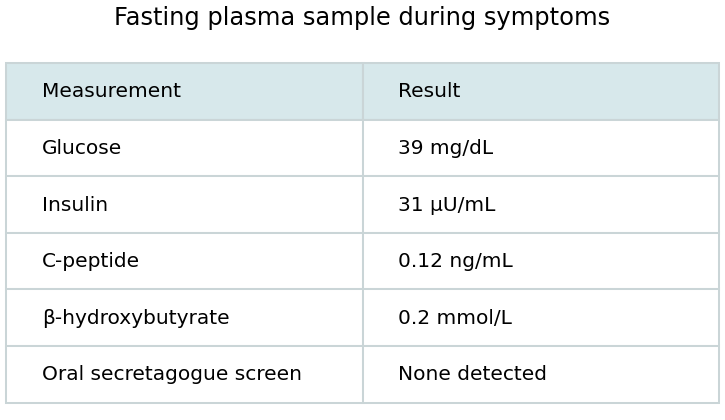 Fasting plasma sample during symptoms
Measurement Result
Glucose 39 mg/dL
Insulin 31 μU/mL
C-peptide 0.12 ng/mL
β-hydroxybutyrate 0.2 mmol/L
Oral secretagogue screen None detected